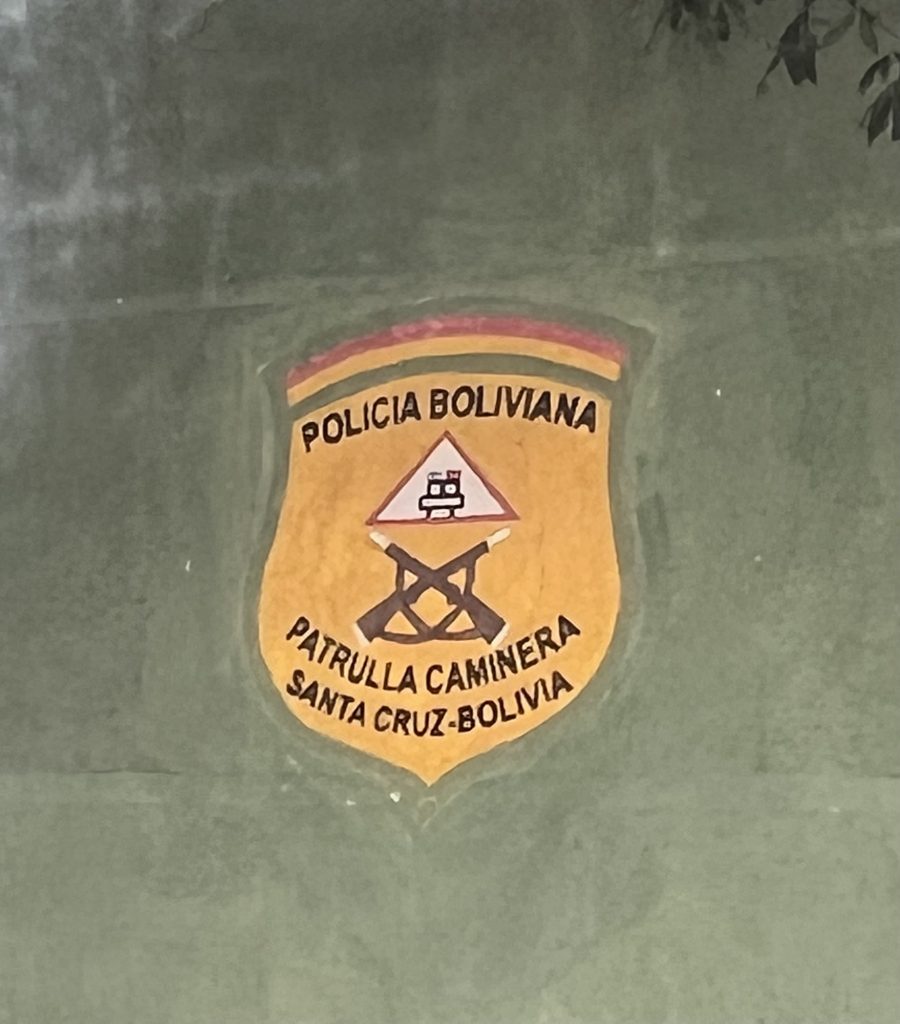 POLICIA BOLIVIANA
PATRULLA CAMINERA
SANTA CRUZ-BOLIVIA